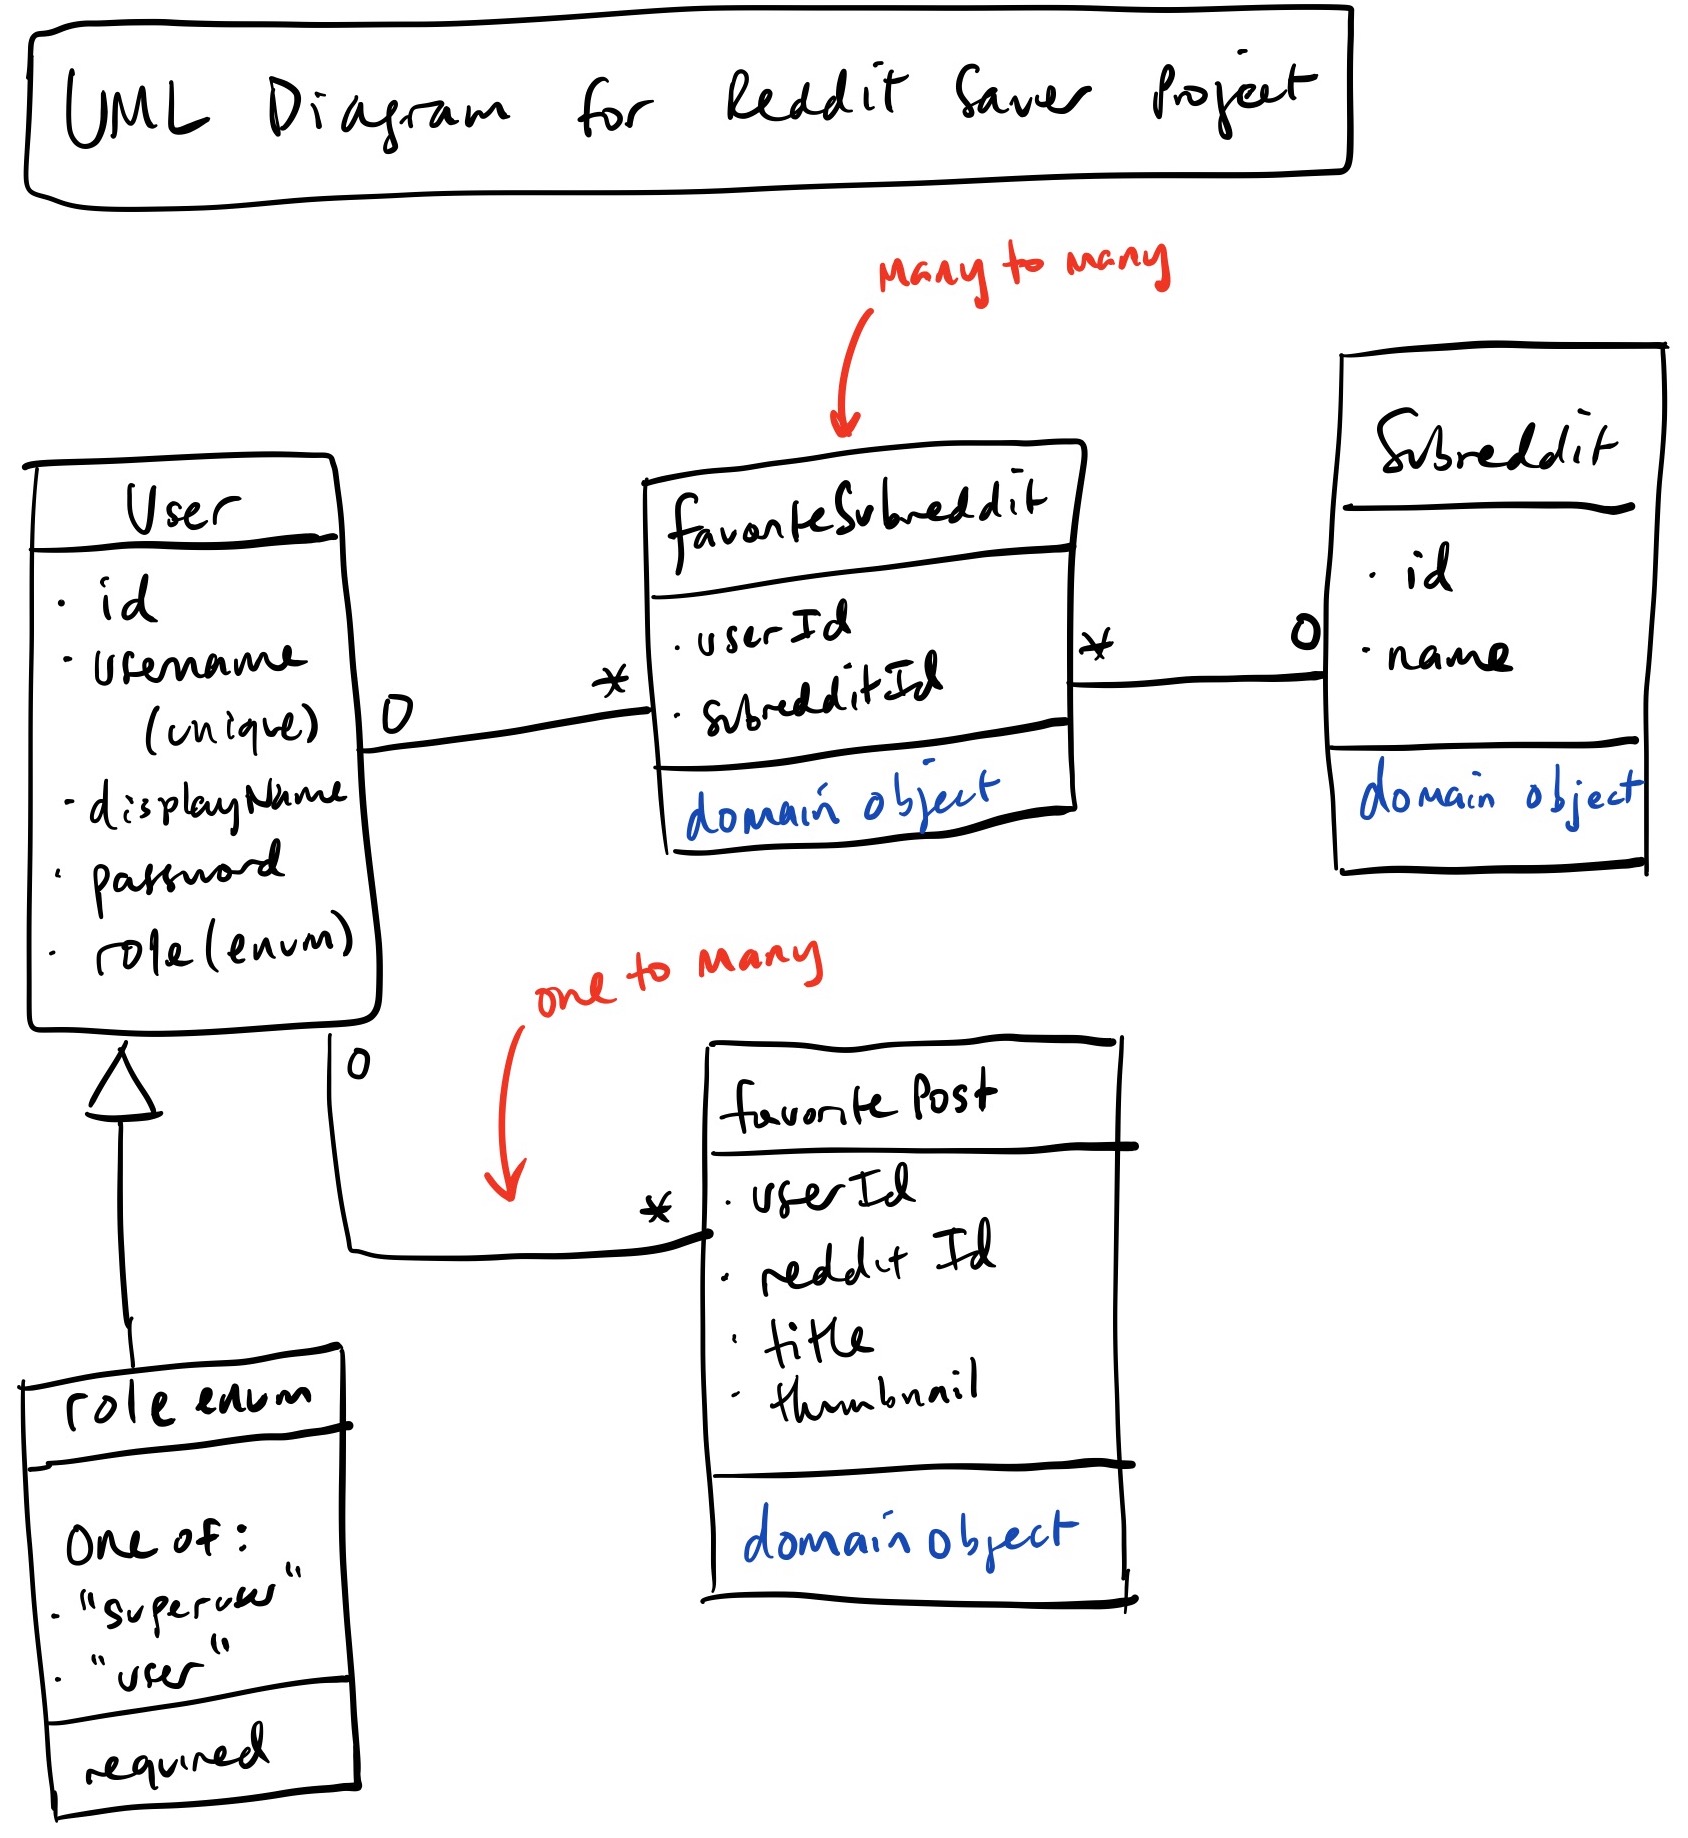 UML Diagram for Reddit Saver Project
many to many
User
· id
· username
(unique)
· displayName
· password
· role (enum)
0
*
favoriteSubreddit
· userId
· subredditId
domain object
*
0
Subreddit
· id
· name
domain object
one to many
0
*
favorite Post
· userId
· reddit Id
· title
· thumbnail
domain object
role enum
one of:
· "superuser"
· "user"
required